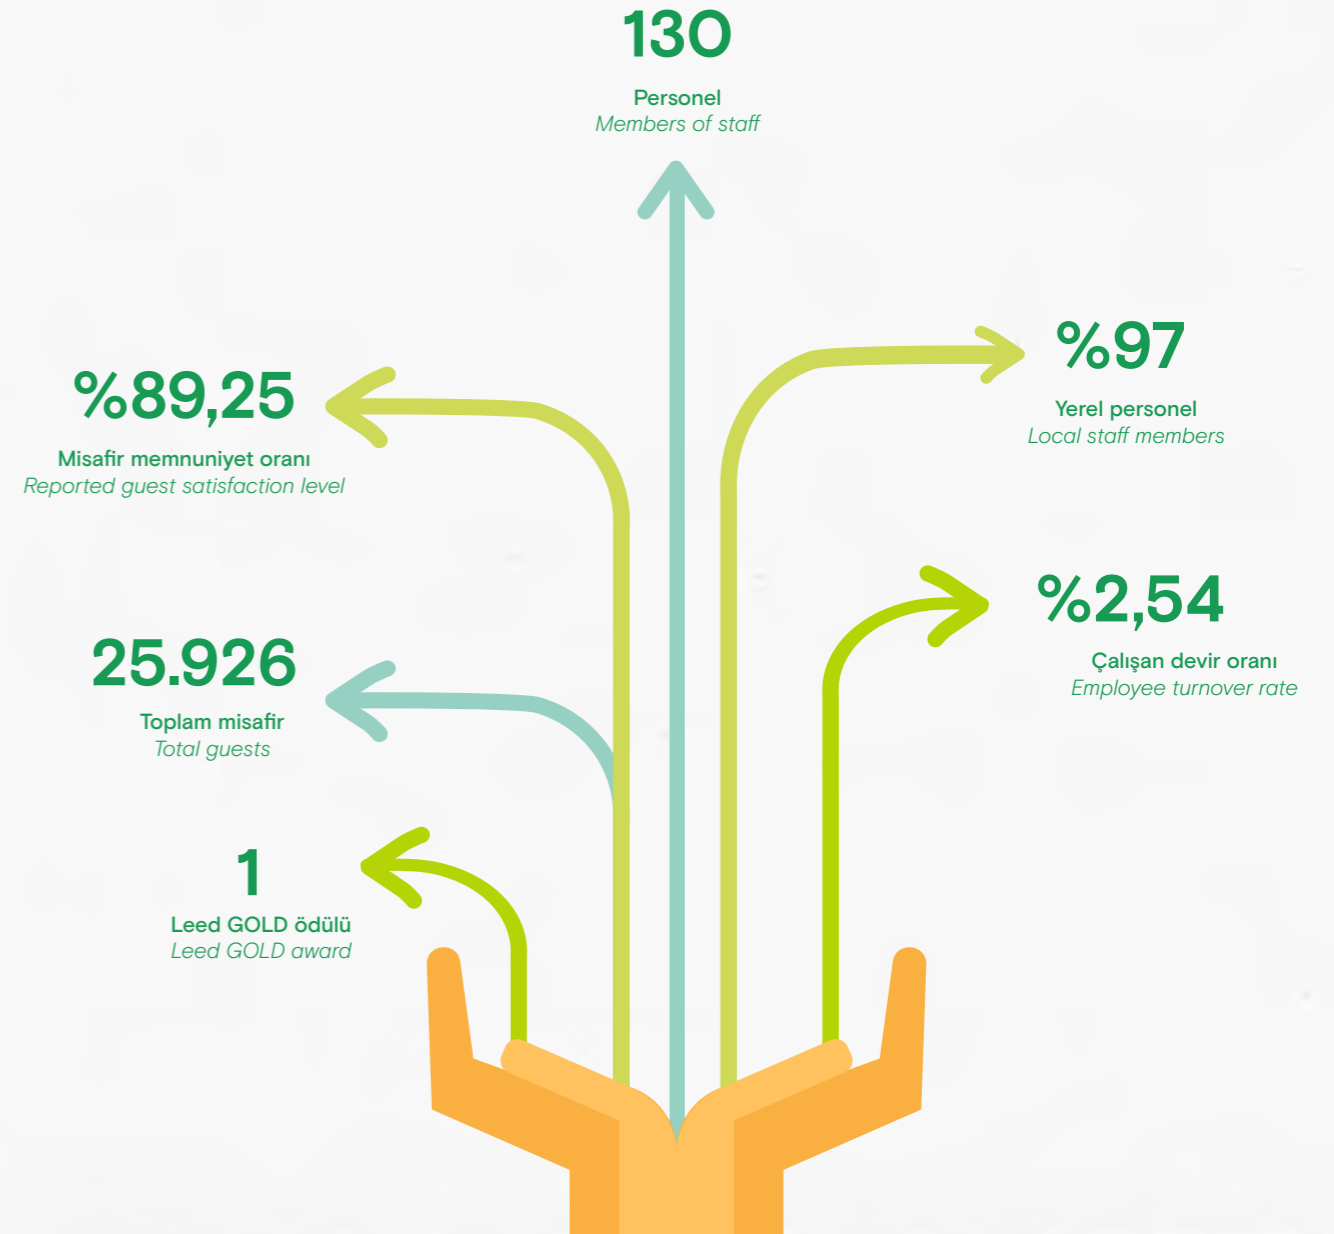 130
Personel
Members of staff
%97
Yerel personel
Local staff members
%89,25
Misafir memnuniyet oranı
Reported guest satisfaction level
%2,54
Çalışan devir oranı
Employee turnover rate
25.926
Toplam misafir
Total guests
1
Leed GOLD ödülü
Leed GOLD award